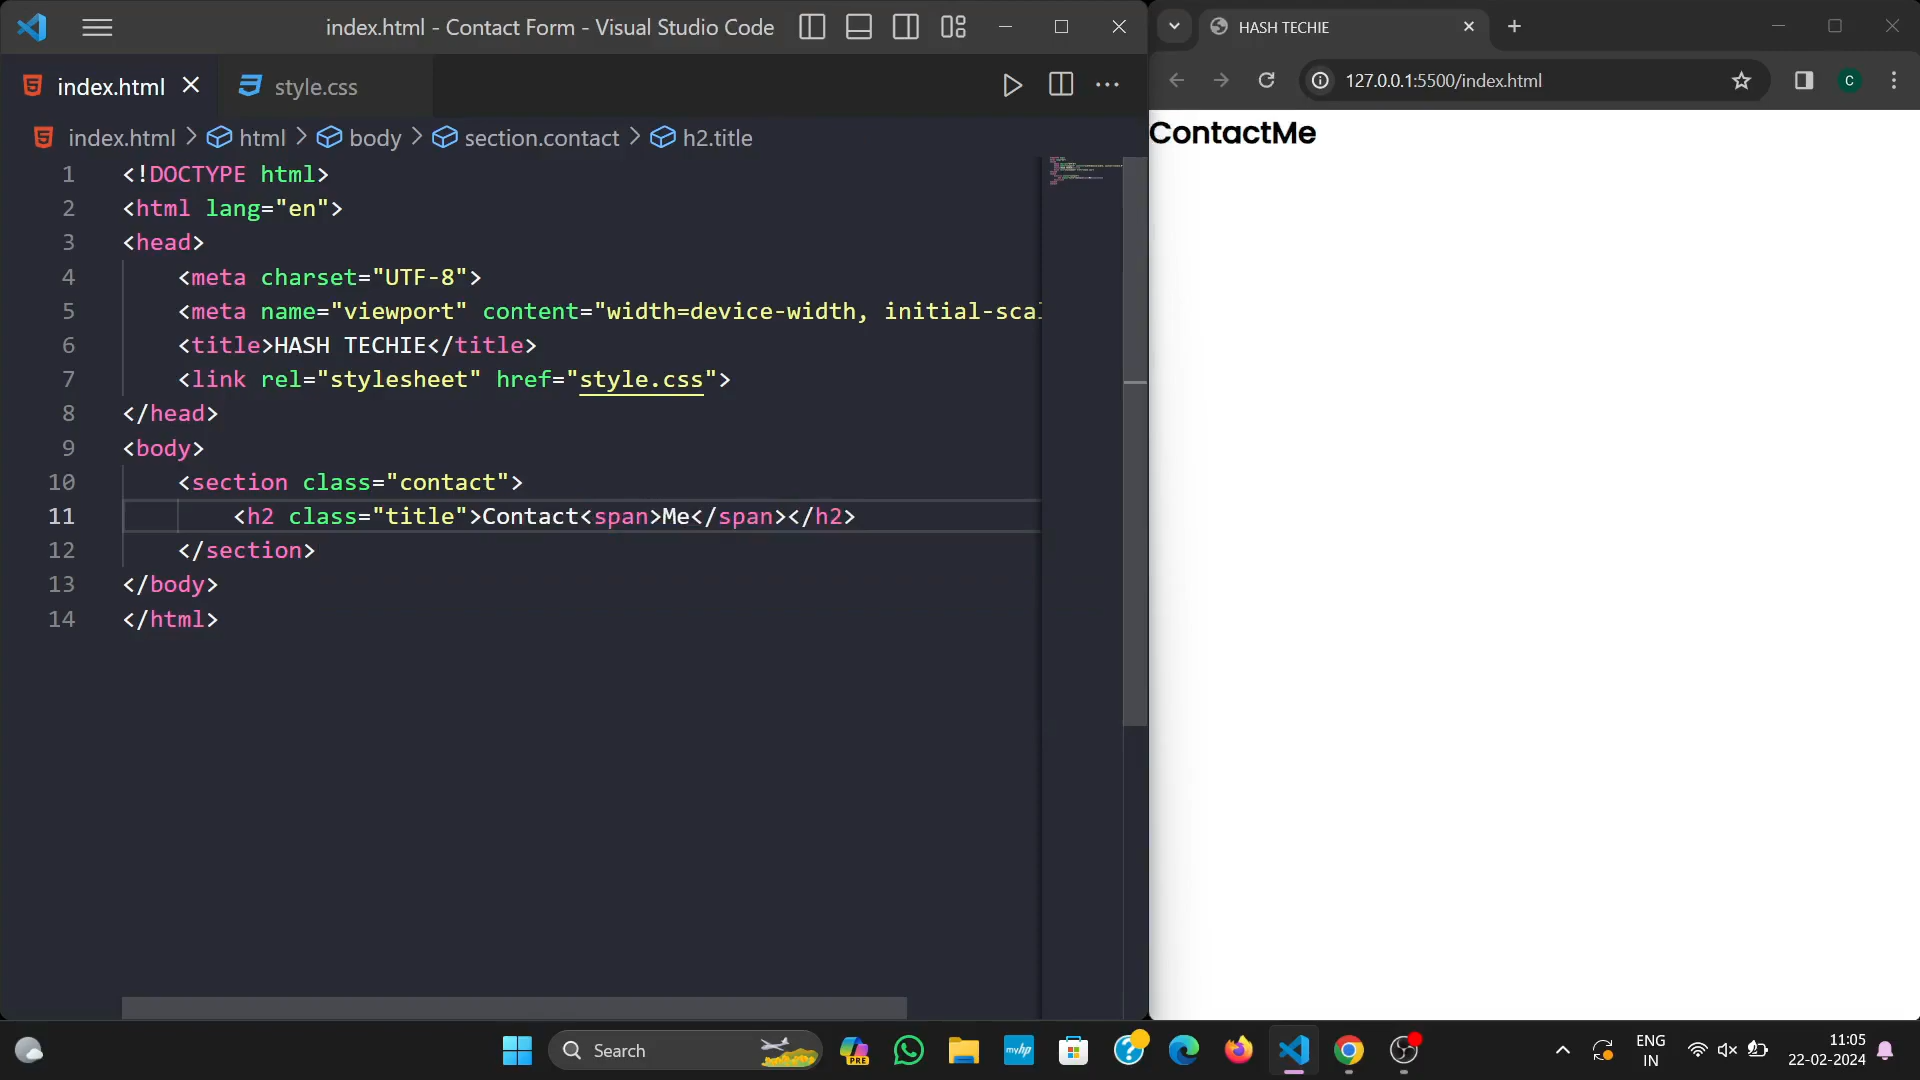 index.html - Contact Form - Visual Studio Code
index.html
style.css
index.html > html > body > section.contact > h2.title
1 <!DOCTYPE html>
2 <html lang="en">
3 <head>
4 <meta charset="UTF-8">
5 <meta name="viewport" content="width=device-width, initial-scal
6 <title>HASH TECHIE</title>
7 <link rel="stylesheet" href="style.css">
8 </head>
9 <body>
10 <section class="contact">
11 <h2 class="title">Contact<span>Me</span></h2>
12 </section>
13 </body>
14 </html>
HASH TECHIE
127.0.0.1:5500/index.html
C
ContactMe
Search
PRE
myhp
ENG
IN
11:05
22-02-2024